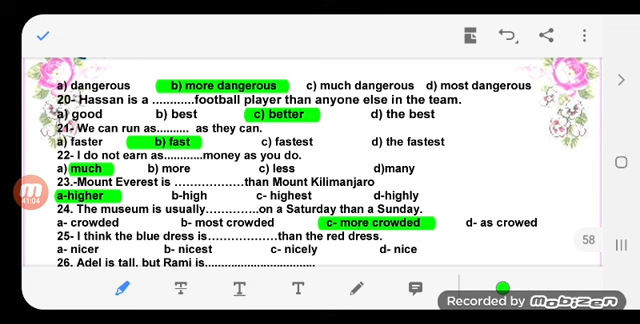 a) dangerous b) more dangerous c) much dangerous d) most dangerous
20- Hassan is a ............football player than anyone else in the team.
a) good b) best c) better d) the best
21- We can run as.......... as they can.
a) faster b) fast c) fastest d) the fastest
22- I do not earn as............money as you do.
a) much b) more c) less d)many
23.-Mount Everest is ..................than Mount Kilimanjaro
a-higher b-high c- highest d-highly
24. The museum is usually..............on a Saturday than a Sunday.
a- crowded b- most crowded c- more crowded d- as crowed
25- I think the blue dress is..................than the red dress.
a- nicer b- nicest c- nicely d- nice
26. Adel is tall, but Rami is.............................
41:04
58
Recorded by Mobizen